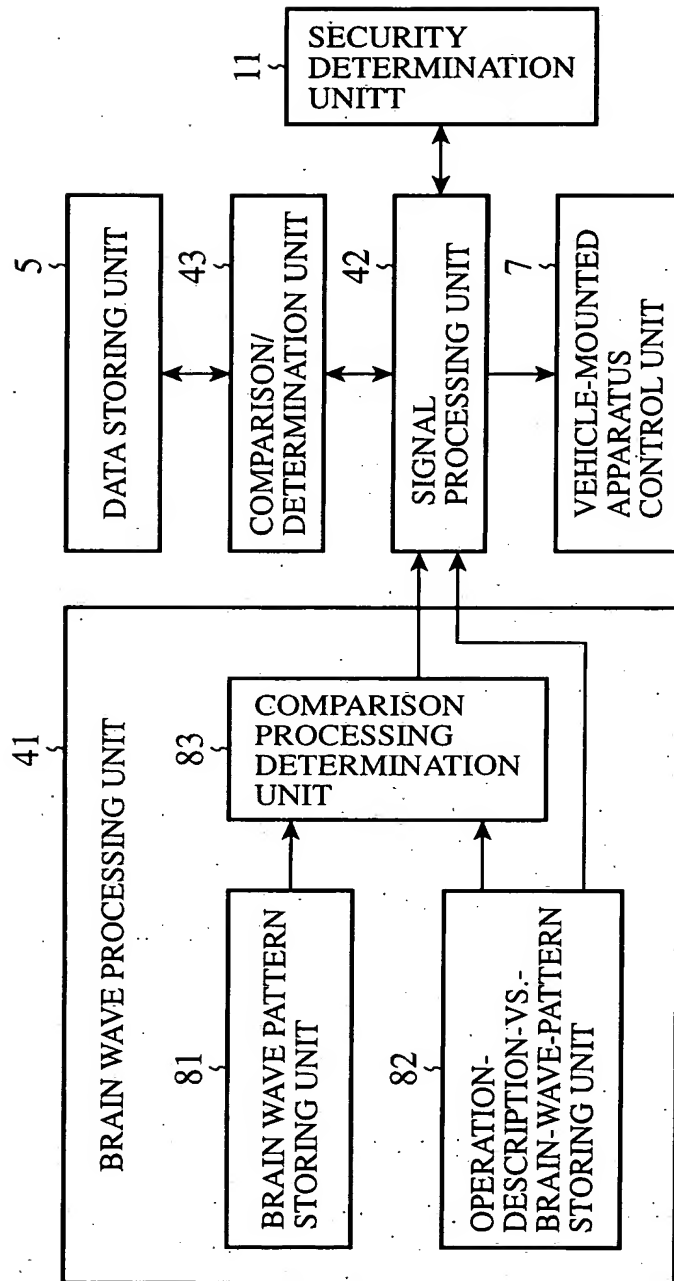 41
BRAIN WAVE PROCESSING UNIT
81
BRAIN WAVE PATTERN
STORING UNIT
82
OPERATION-
DESCRIPTION-VS.-
BRAIN-WAVE-PATTERN
STORING UNIT
83
COMPARISON
PROCESSING
DETERMINATION
UNIT
5
DATA STORING UNIT
43
COMPARISON/
DETERMINATION UNIT
42
SIGNAL
PROCESSING UNIT
7
VEHICLE-MOUNTED
APPARATUS
CONTROL UNIT
11
SECURITY
DETERMINATION
UNITT